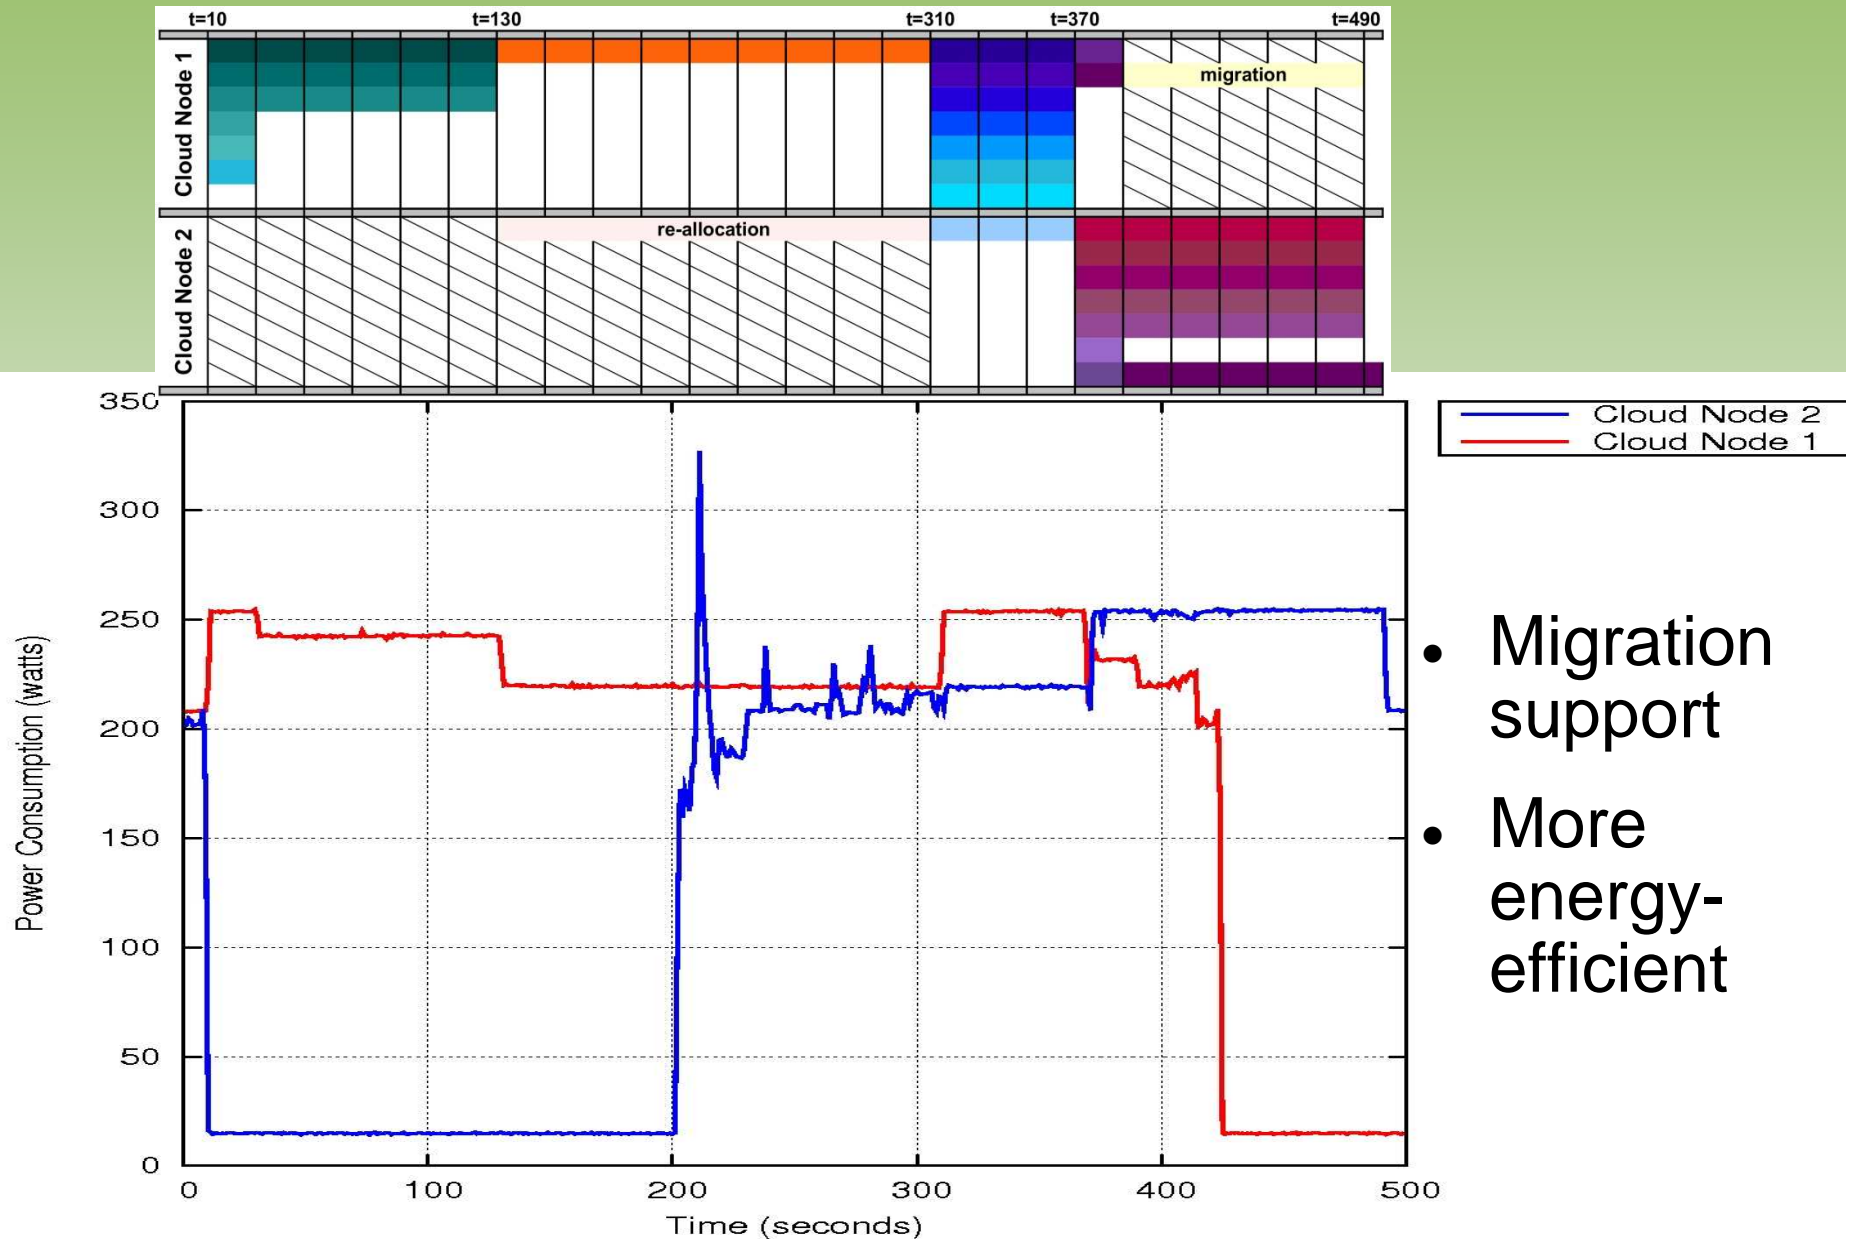 t=10 t=130 t=310 t=370 t=490
Cloud Node 1
migration
Cloud Node 2
re-allocation
350
300
250
200
150
100
50
0
0 100 200 300 400 500
Power Consumption (watts)
Time (seconds)
Cloud Node 2
Cloud Node 1
• Migration
support
• More
energy-
efficient